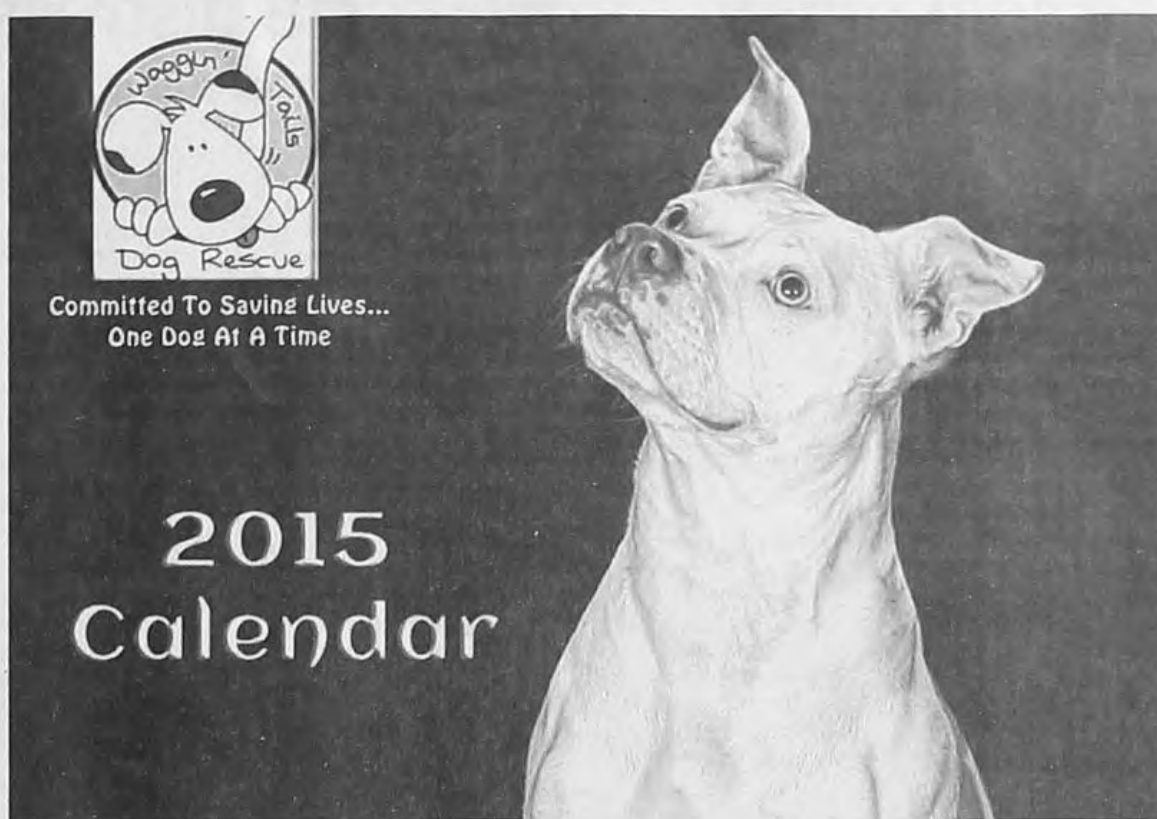 Waggin' Tails
Dog Rescue
Committed To Saving Lives...
One Dog At A Time
2015
Calendar